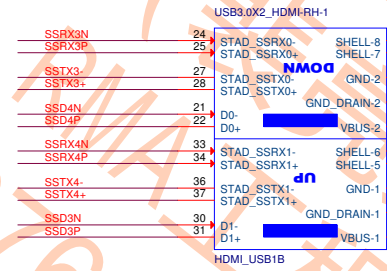 USB3.0X2_HDMI-RH-1
SSRX3N 24 STAD_SSRX0- SHELL-8
SSRX3P 25 STAD_SSRX0+ SHELL-7
DOWN
SSTX3- 27 STAD_SSTX0- GND-2
SSTX3+ 28 STAD_SSTX0+
GND_DRAIN-2
SSD4N 21 D0-
SSD4P 22 D0+ VBUS-2
SSRX4N 33 STAD_SSRX1- SHELL-6
SSRX4P 34 STAD_SSRX1+ SHELL-5
UP
SSTX4- 36 STAD_SSTX1- GND-1
SSTX4+ 37 STAD_SSTX1+
GND_DRAIN-1
SSD3N 30 D1-
SSD3P 31 D1+ VBUS-1
HDMI_USB1B
RMA